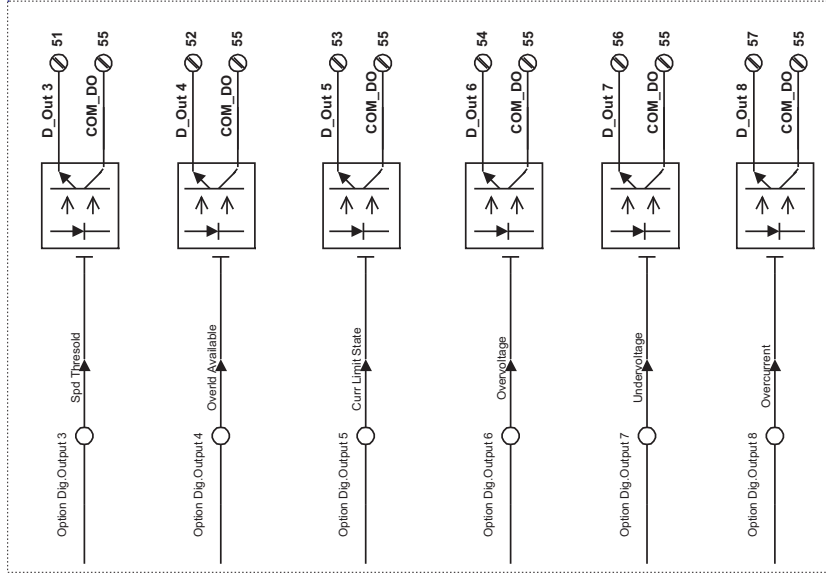 D_Out 3 51
COM_DO 55
Spd Thresold
Option Dig.Output 3
D_Out 4 52
COM_DO 55
Overld Available
Option Dig.Output 4
D_Out 5 53
COM_DO 55
Curr Limit State
Option Dig.Output 5
D_Out 6 54
COM_DO 55
Overvoltage
Option Dig.Output 6
D_Out 7 56
COM_DO 55
Undervoltage
Option Dig.Output 7
D_Out 8 57
COM_DO 55
Overcurrent
Option Dig.Output 8